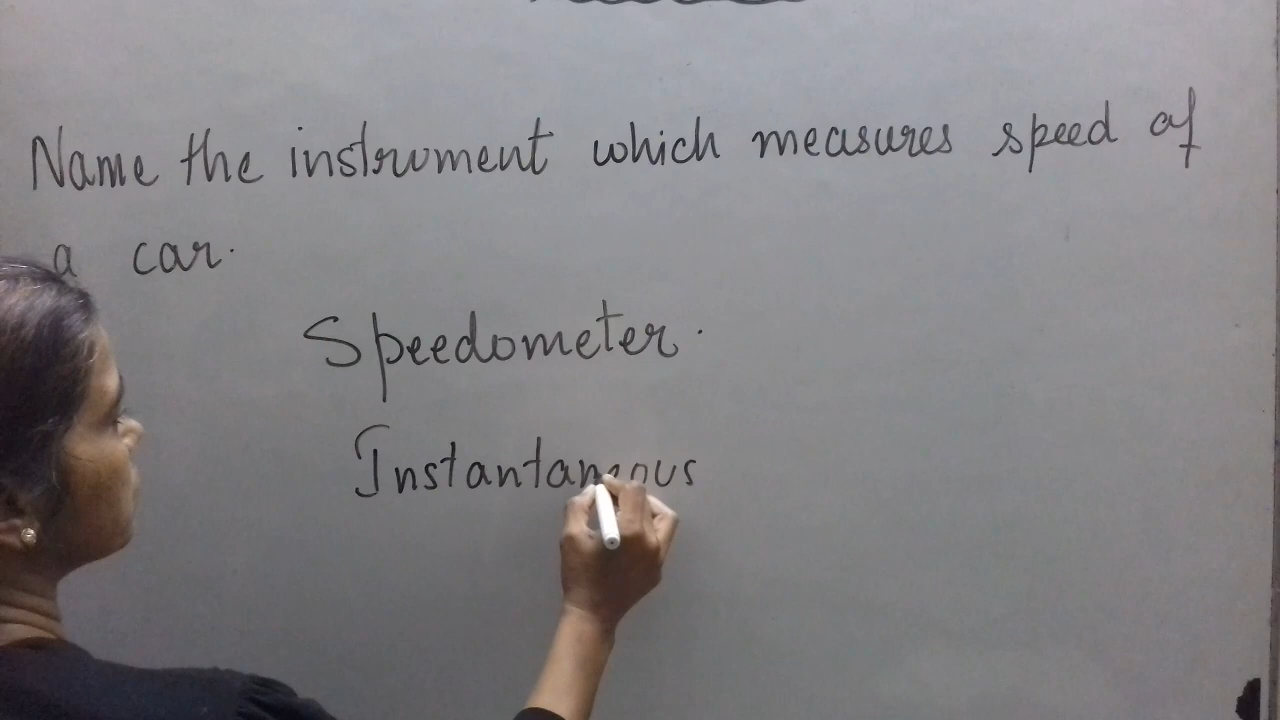 Name the instrument which measures speed of
a car.
Speedometer.
Instantaneous